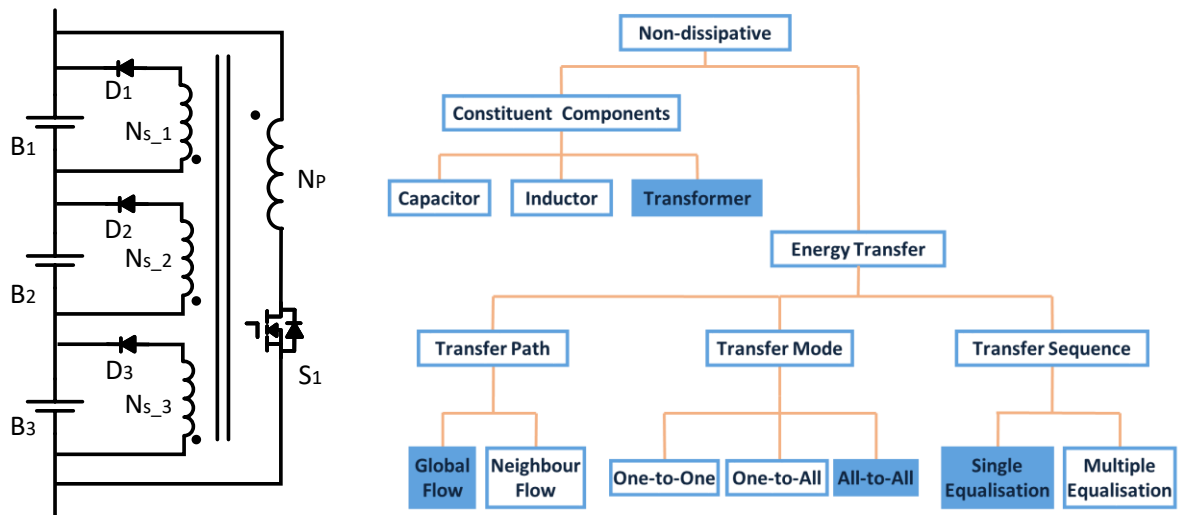 D1
Ns_1
B1
D2
Ns_2
B2
D3
Ns_3
B3
NP
S1
Non-dissipative
Constituent Components
Capacitor
Inductor
Transformer
Energy Transfer
Transfer Path
Transfer Mode
Transfer Sequence
Global
Flow
Neighbour
Flow
One-to-One
One-to-All
All-to-All
Single
Equalisation
Multiple
Equalisation